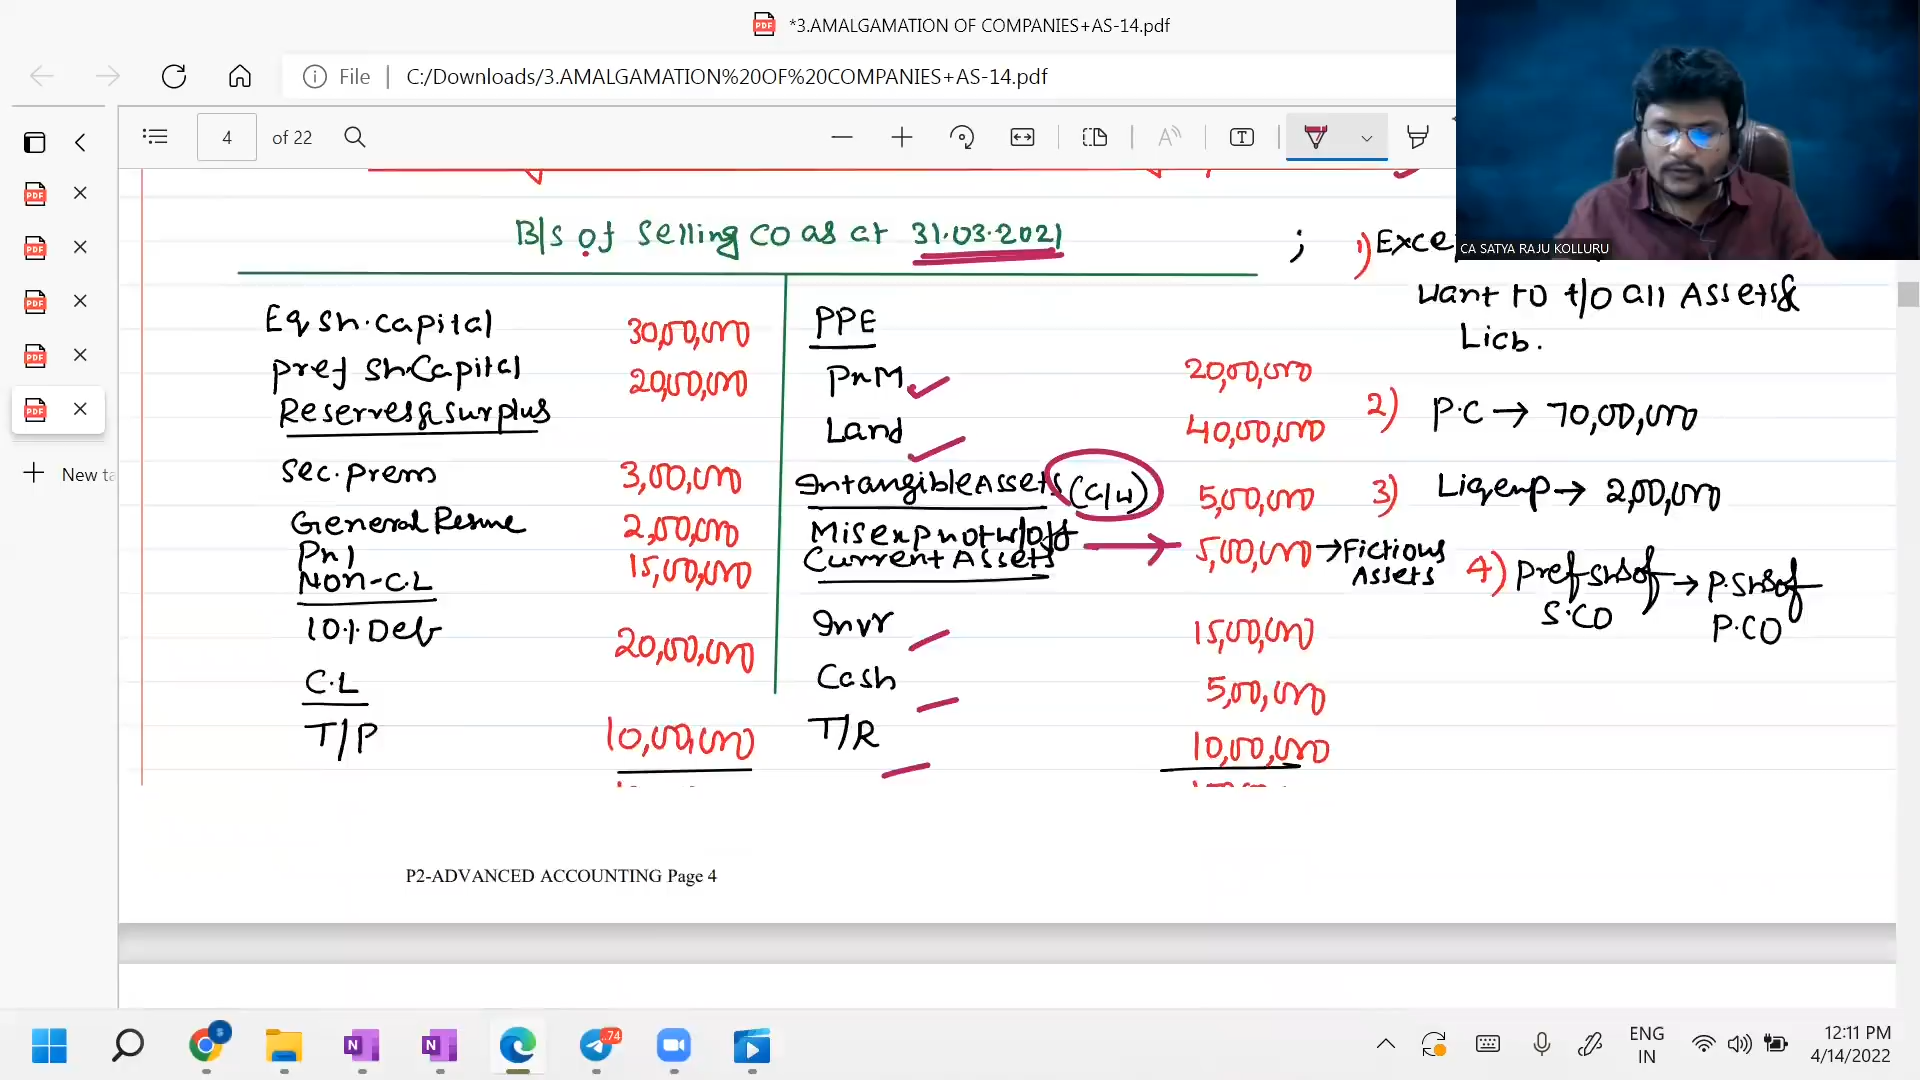 *3.AMALGAMATION OF COMPANIES+AS-14.pdf
File C:/Downloads/3.AMALGAMATION%20OF%20COMPANIES+AS-14.pdf
4 of 22
CA SATYA RAJU KOLLURU
B/s of selling co as at 31.03.2021 ; 1) Exce
want to t/o all Assets &
Liab.
Eq sh. capital 30,00,000 PPE
pref sh Capital 20,00,000 PnM 20,00,000
Reserves & surplus Land 40,00,000 2) P.C → 70,00,000
sec. prem 3,00,000 Intangible Assets (G/w) 5,00,000 3) Liq exp → 2,00,000
General Reserve 2,00,000 Mis exp not w/off 5,00,000 → Fictious Assets
Pnl 15,00,000 Current Assets 4) Pref shs of S.CO → P.shs of P.CO
Non-C.L
10% Deb 20,00,000 Invr 15,00,000
C.L Cash 5,00,000
T/P 10,00,000 T/R 10,00,000
P2-ADVANCED ACCOUNTING Page 4
New ta
74
ENG
IN
12:11 PM
4/14/2022